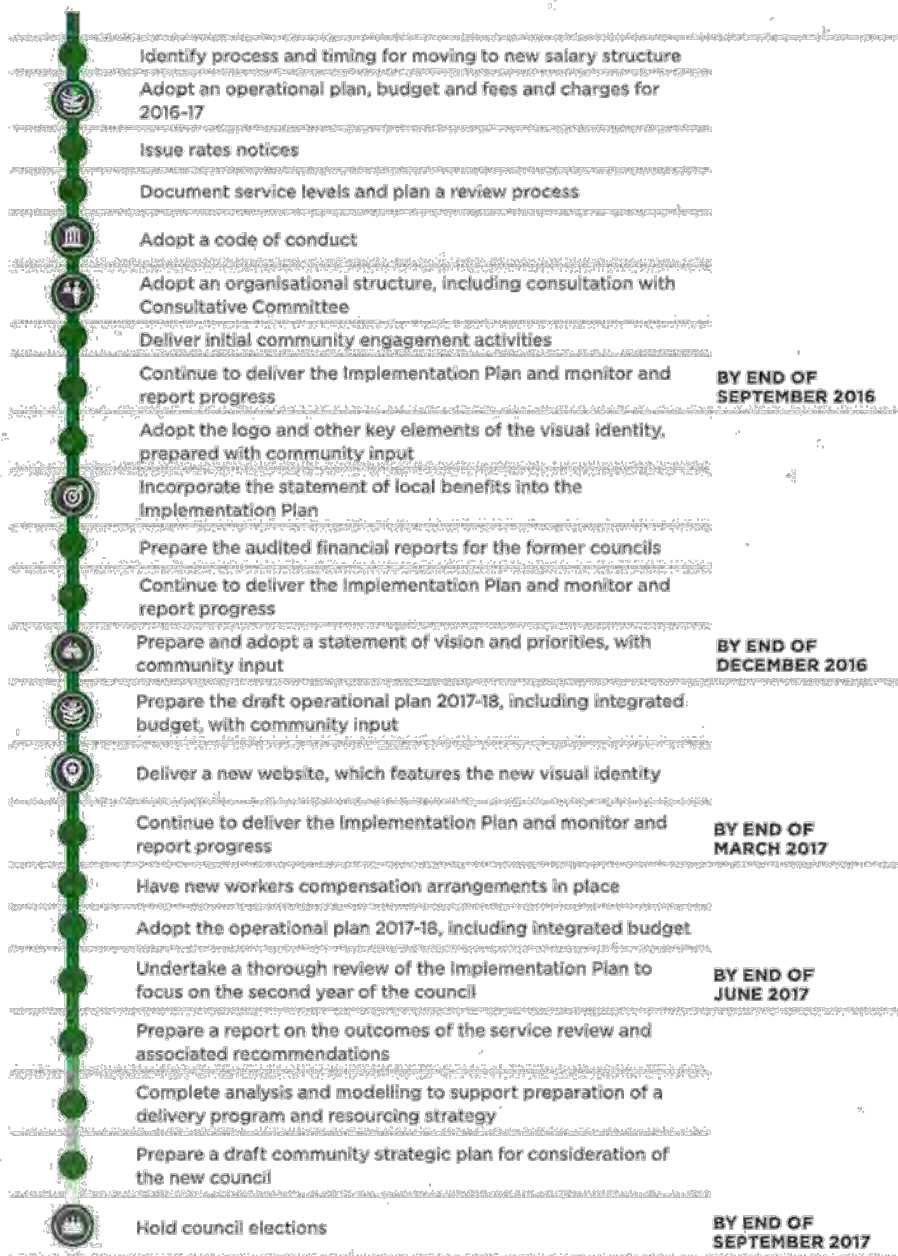 Identify process and timing for moving to new salary structure
Adopt an operational plan, budget and fees and charges for
2016-17
Issue rates notices
Document service levels and plan a review process
Adopt a code of conduct
Adopt an organisational structure, including consultation with
Consultative Committee
Deliver initial community engagement activities
Continue to deliver the Implementation Plan and monitor and
report progress
BY END OF
SEPTEMBER 2016
Adopt the logo and other key elements of the visual identity,
prepared with community input
Incorporate the statement of local benefits into the
Implementation Plan
Prepare the audited financial reports for the former councils
Continue to deliver the Implementation Plan and monitor and
report progress
Prepare and adopt a statement of vision and priorities, with
community input
BY END OF
DECEMBER 2016
Prepare the draft operational plan 2017-18, including integrated
budget, with community input
Deliver a new website, which features the new visual identity
Continue to deliver the Implementation Plan and monitor and
report progress
BY END OF
MARCH 2017
Have new workers compensation arrangements in place
Adopt the operational plan 2017-18, including integrated budget
Undertake a thorough review of the Implementation Plan to
focus on the second year of the council
BY END OF
JUNE 2017
Prepare a report on the outcomes of the service review and
associated recommendations
Complete analysis and modelling to support preparation of a
delivery program and resourcing strategy
Prepare a draft community strategic plan for consideration of
the new council
Hold council elections
BY END OF
SEPTEMBER 2017